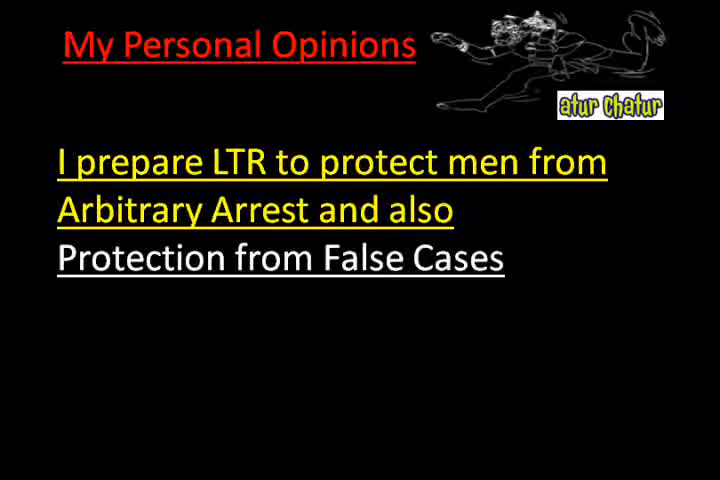 My Personal Opinions
atur chatur
I prepare LTR to protect men from
Arbitrary Arrest and also
Protection from False Cases